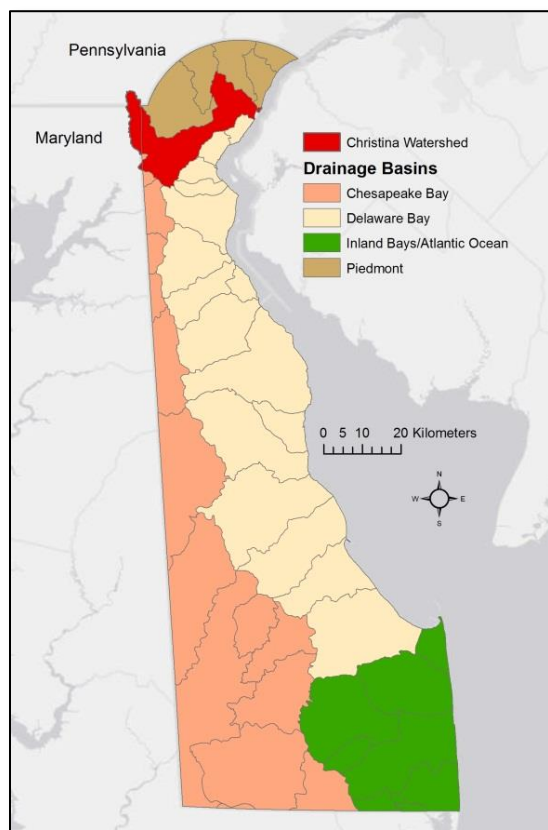 Pennsylvania
Maryland
Christina Watershed
Drainage Basins
Chesapeake Bay
Delaware Bay
Inland Bays/Atlantic Ocean
Piedmont
0 5 10 20 Kilometers
N
W E
S